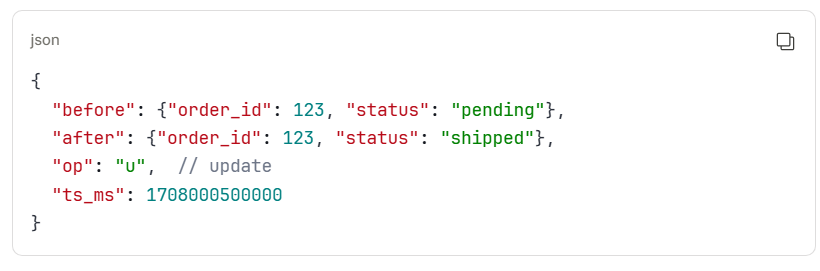 json
{
  "before": {"order_id": 123, "status": "pending"},
  "after": {"order_id": 123, "status": "shipped"},
  "op": "u",  // update
  "ts_ms": 1708000500000
}